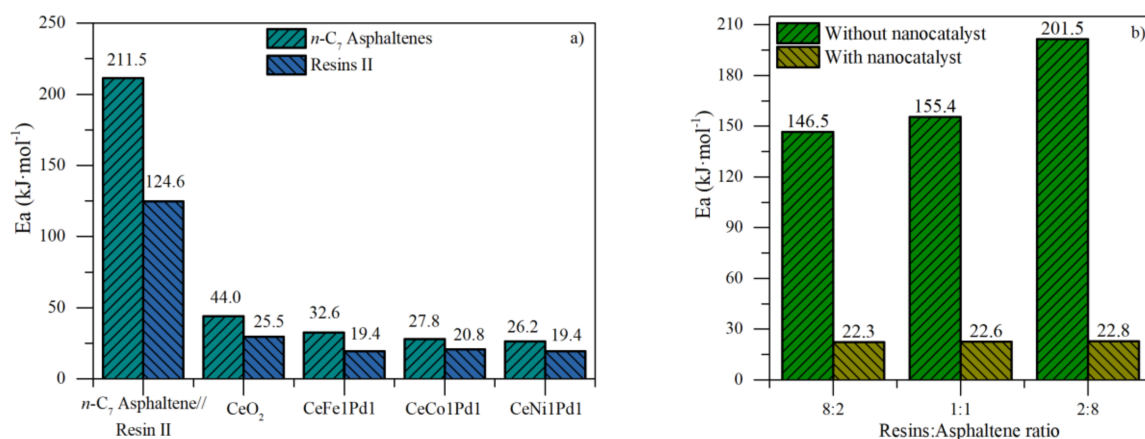 250
200
150
100
50
0
Ea (kJ·mol⁻¹)
n-C₇ Asphaltenes
Resins II
a)
211.5
124.6
44.0
25.5
32.6
19.4
27.8
20.8
26.2
19.4
n-C₇ Asphaltene//
Resin II
CeO₂
CeFe1Pd1
CeCo1Pd1
CeNi1Pd1
210
180
150
120
90
60
30
0
Ea (kJ·mol⁻¹)
Without nanocatalyst
With nanocatalyst
b)
146.5
22.3
155.4
22.6
201.5
22.8
8:2
1:1
2:8
Resins:Asphaltene ratio